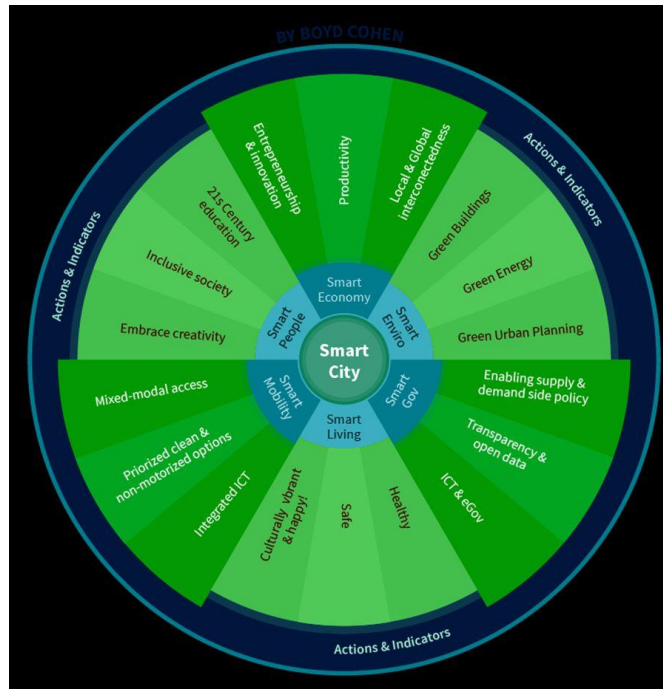 BY BOYD COHEN
Actions & Indicators
Actions & Indicators
Actions & Indicators
Smart
City
Smart
Economy
Entrepreneurship
& innovation
Productivity
Local & Global
interconectedness
Smart
Enviro
Green Buildings
Green Energy
Green Urban Planning
Smart
Gov
Enabling supply &
demand side policy
Transparency &
open data
ICT & eGov
Smart
Living
Healthy
Safe
Culturally vbrant
& happy!
Smart
Mobility
Integrated ICT
Priorized clean &
non-motorized options
Mixed-modal access
Smart
People
Embrace creativity
Inclusive society
21s Century
education